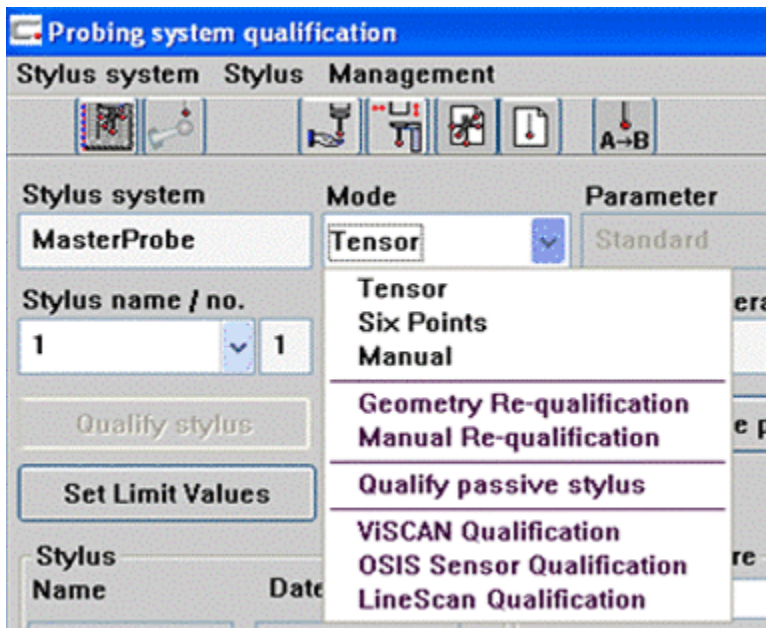 Probing system qualification
Stylus system Stylus Management
A→B
Stylus system Mode Parameter
MasterProbe Tensor Standard
Stylus name / no.
1 1
Tensor
Six Points
Manual
Geometry Re-qualification
Manual Re-qualification
Qualify passive stylus
ViSCAN Qualification
OSIS Sensor Qualification
LineScan Qualification
Qualify stylus
Set Limit Values
Stylus
Name Date